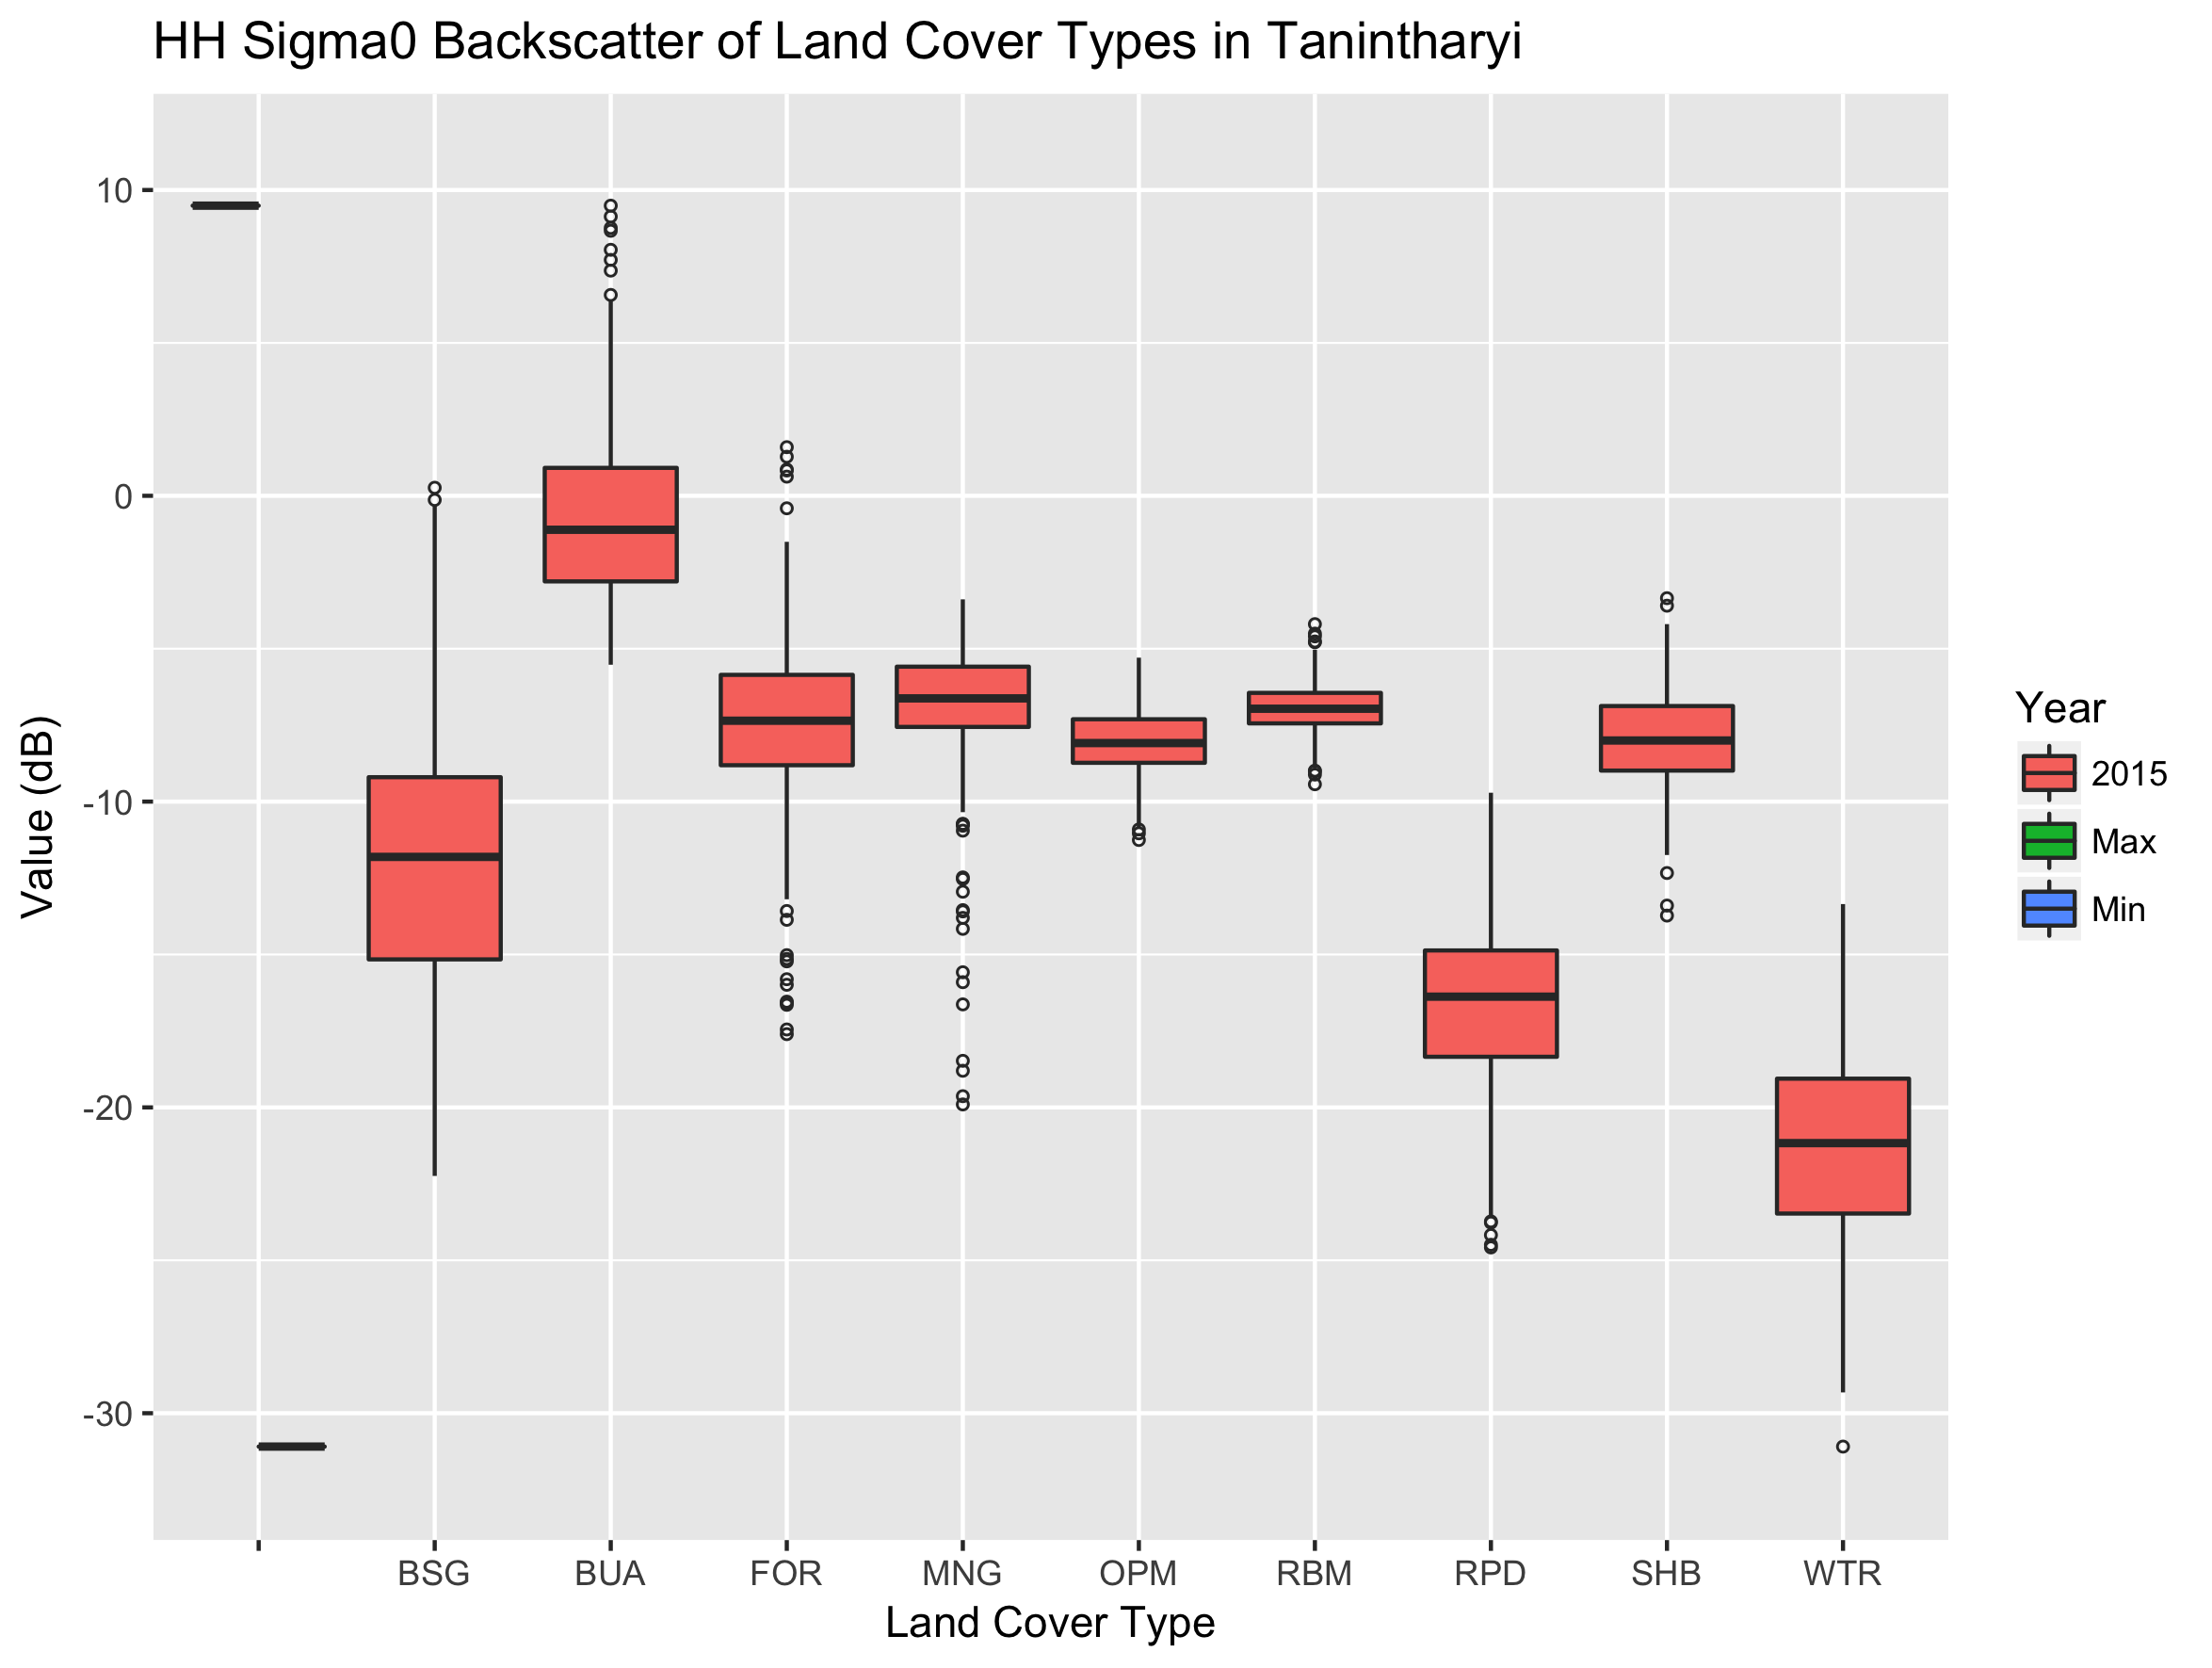 HH Sigma0 Backscatter of Land Cover Types in Tanintharyi
Value (dB)
10
0
-10
-20
-30
BSG BUA FOR MNG OPM RBM RPD SHB WTR
Land Cover Type
Year
2015
Max
Min